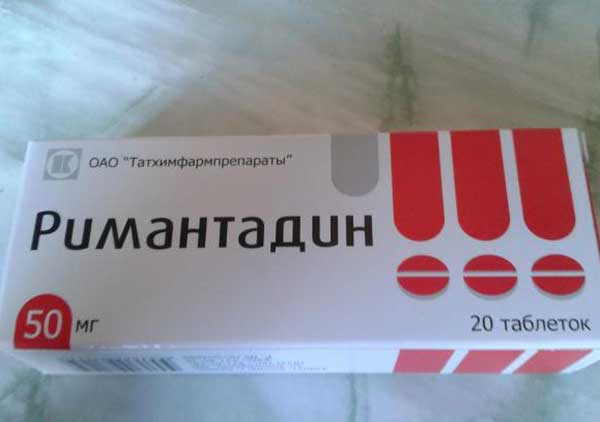 ОАО "Татхимфармпрепараты"
Римантадин
50 мг
20 таблеток